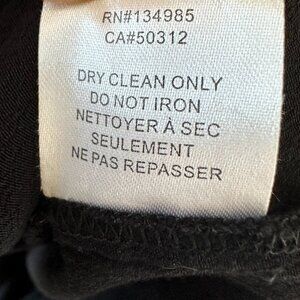 RN#134985
CA#50312
DRY CLEAN ONLY
DO NOT IRON
NETTOYER À SEC
SEULEMENT
NE PAS REPASSER